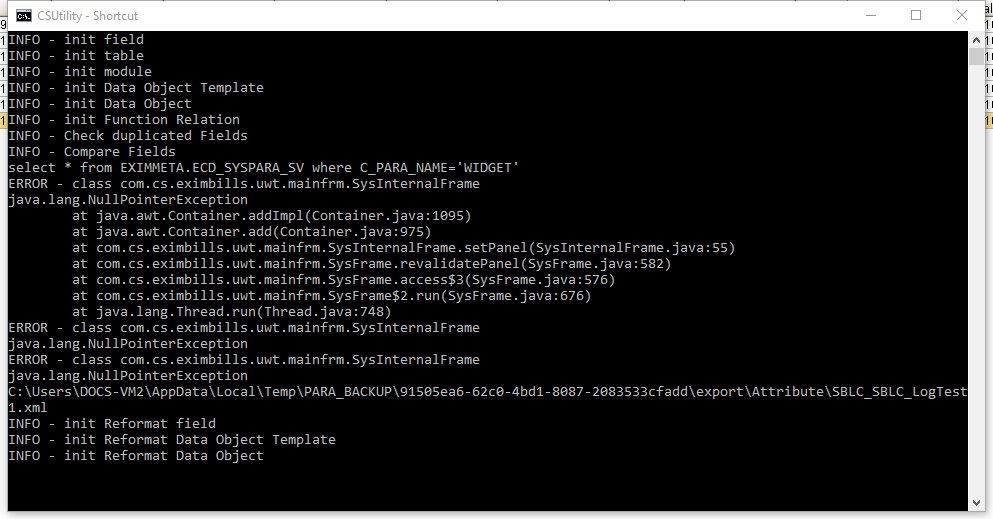 CSUtility - Shortcut
INFO - init field
INFO - init table
INFO - init module
INFO - init Data Object Template
INFO - init Data Object
INFO - init Function Relation
INFO - Check duplicated Fields
INFO - Compare Fields
select * from EXIMMETA.ECD_SYSPARA_SV where C_PARA_NAME='WIDGET'
ERROR - class com.cs.eximbills.uwt.mainfrm.SysInternalFrame
java.lang.NullPointerException
        at java.awt.Container.addImpl(Container.java:1095)
        at java.awt.Container.add(Container.java:975)
        at com.cs.eximbills.uwt.mainfrm.SysInternalFrame.setPanel(SysInternalFrame.java:55)
        at com.cs.eximbills.uwt.mainfrm.SysFrame.revalidatePanel(SysFrame.java:582)
        at com.cs.eximbills.uwt.mainfrm.SysFrame.access$3(SysFrame.java:576)
        at com.cs.eximbills.uwt.mainfrm.SysFrame$2.run(SysFrame.java:676)
        at java.lang.Thread.run(Thread.java:748)
ERROR - class com.cs.eximbills.uwt.mainfrm.SysInternalFrame
java.lang.NullPointerException
ERROR - class com.cs.eximbills.uwt.mainfrm.SysInternalFrame
java.lang.NullPointerException
C:\Users\DOCS-VM2\AppData\Local\Temp\PARA_BACKUP\91505ea6-62c0-4bd1-8087-2083533cfadd\export\Attribute\SBLC_SBLC_LogTest
1.xml
INFO - init Reformat field
INFO - init Reformat Data Object Template
INFO - init Reformat Data Object